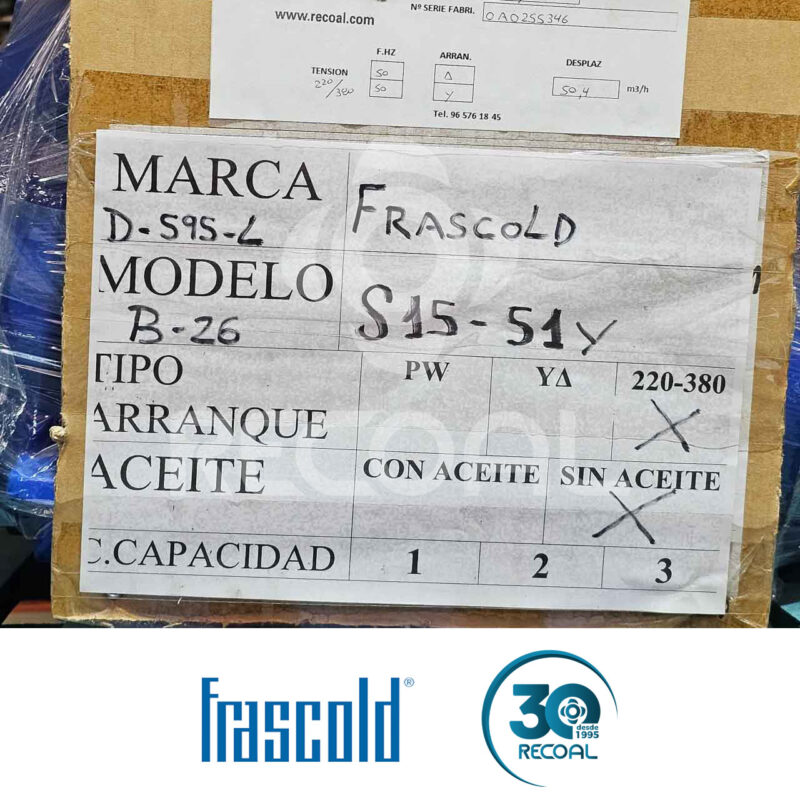 www.recoal.com
Nº SERIE FABRI. 0A0255346
F.HZ ARRAN. DESPLAZ
TENSION 50 Δ
220/380 50 Y 50,4 m3/h
Tel. 96 576 18 45
MARCA FRASCOLD
D-595-L
MODELO S15-51Y
B-26
TIPO PW YΔ 220-380
ARRANQUE X
ACEITE CON ACEITE SIN ACEITE
X
C.CAPACIDAD 1 2 3
RECOAL
frascold®
30 desde 1995
RECOAL